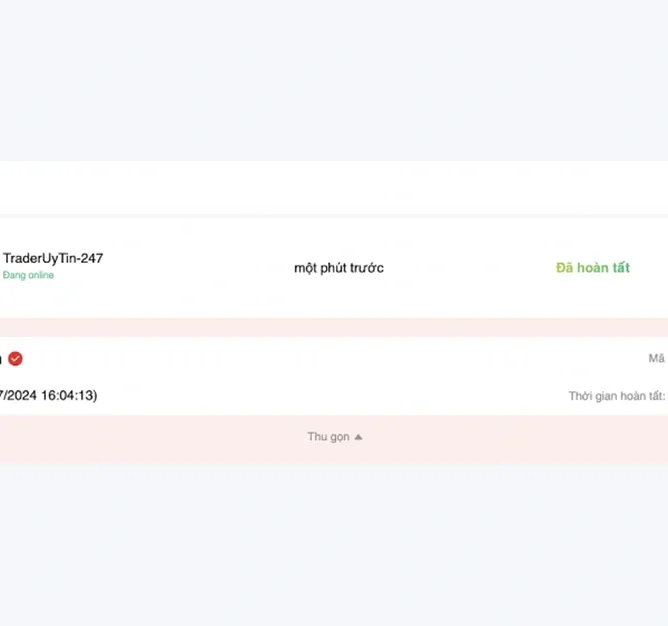 TraderUyTin-247
Đang online
một phút trước
Đã hoàn tất
Mã
7/2024 16:04:13)
Thời gian hoàn tất:
Thu gọn